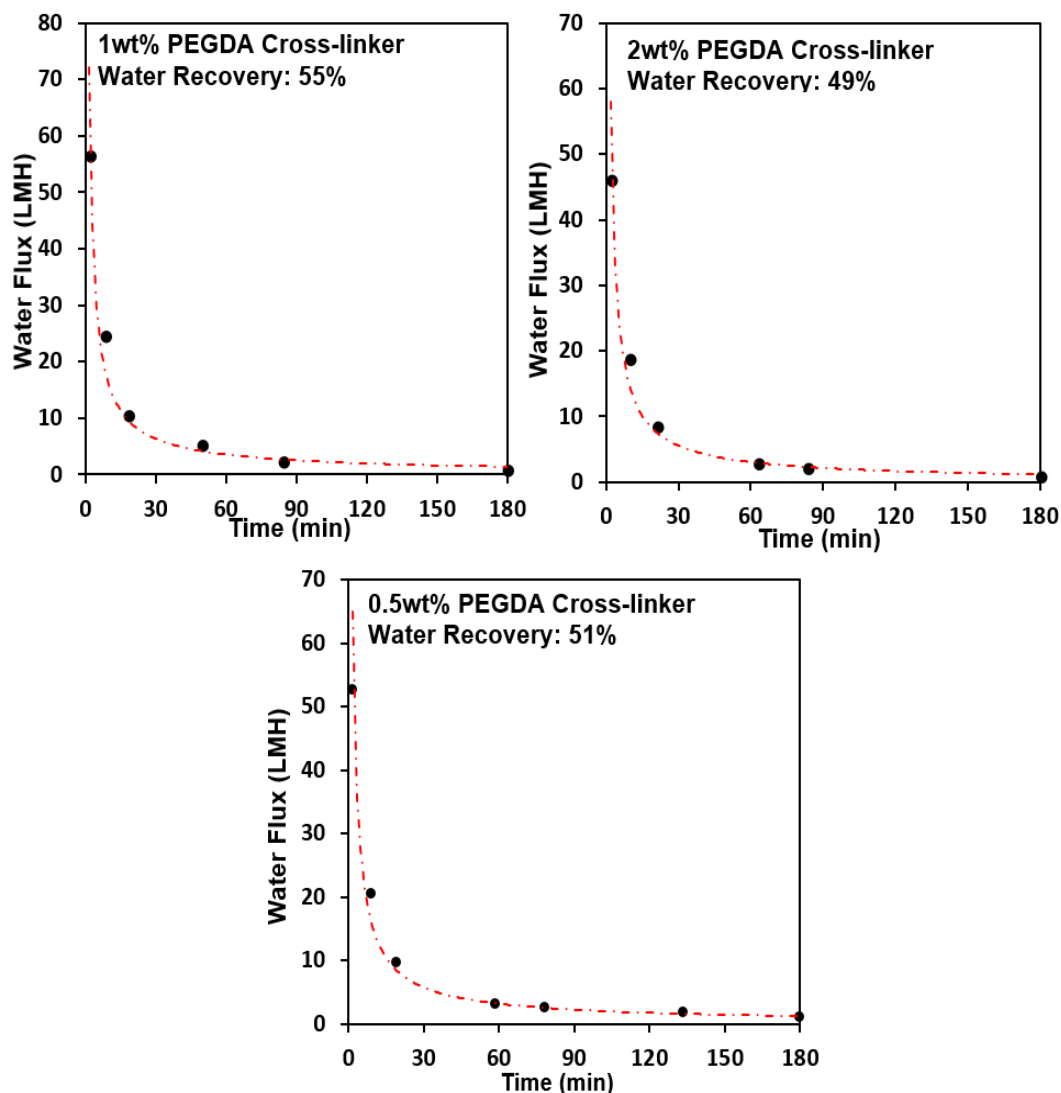 1wt% PEGDA Cross-linker
Water Recovery: 55%
Water Flux (LMH)
80
70
60
50
40
30
20
10
0
0 30 60 90 120 150 180
Time (min)
2wt% PEGDA Cross-linker
Water Recovery: 49%
Water Flux (LMH)
70
60
50
40
30
20
10
0
0 30 60 90 120 150 180
Time (min)
0.5wt% PEGDA Cross-linker
Water Recovery: 51%
Water Flux (LMH)
70
60
50
40
30
20
10
0
0 30 60 90 120 150 180
Time (min)